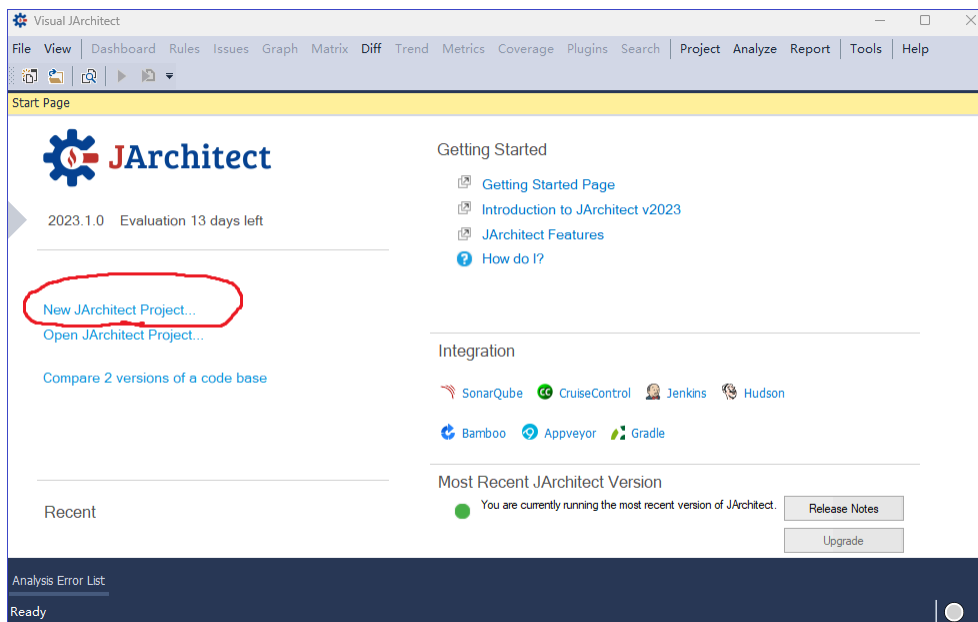 Visual JArchitect
File View Dashboard Rules Issues Graph Matrix Diff Trend Metrics Coverage Plugins Search Project Analyze Report Tools Help
Start Page
JArchitect
2023.1.0 Evaluation 13 days left
New JArchitect Project...
Open JArchitect Project...
Compare 2 versions of a code base
Recent
Getting Started
Getting Started Page
Introduction to JArchitect v2023
JArchitect Features
? How do I?
Integration
SonarQube CC CruiseControl Jenkins Hudson
Bamboo Appveyor Gradle
Most Recent JArchitect Version
You are currently running the most recent version of JArchitect.
Release Notes
Upgrade
Analysis Error List
Ready